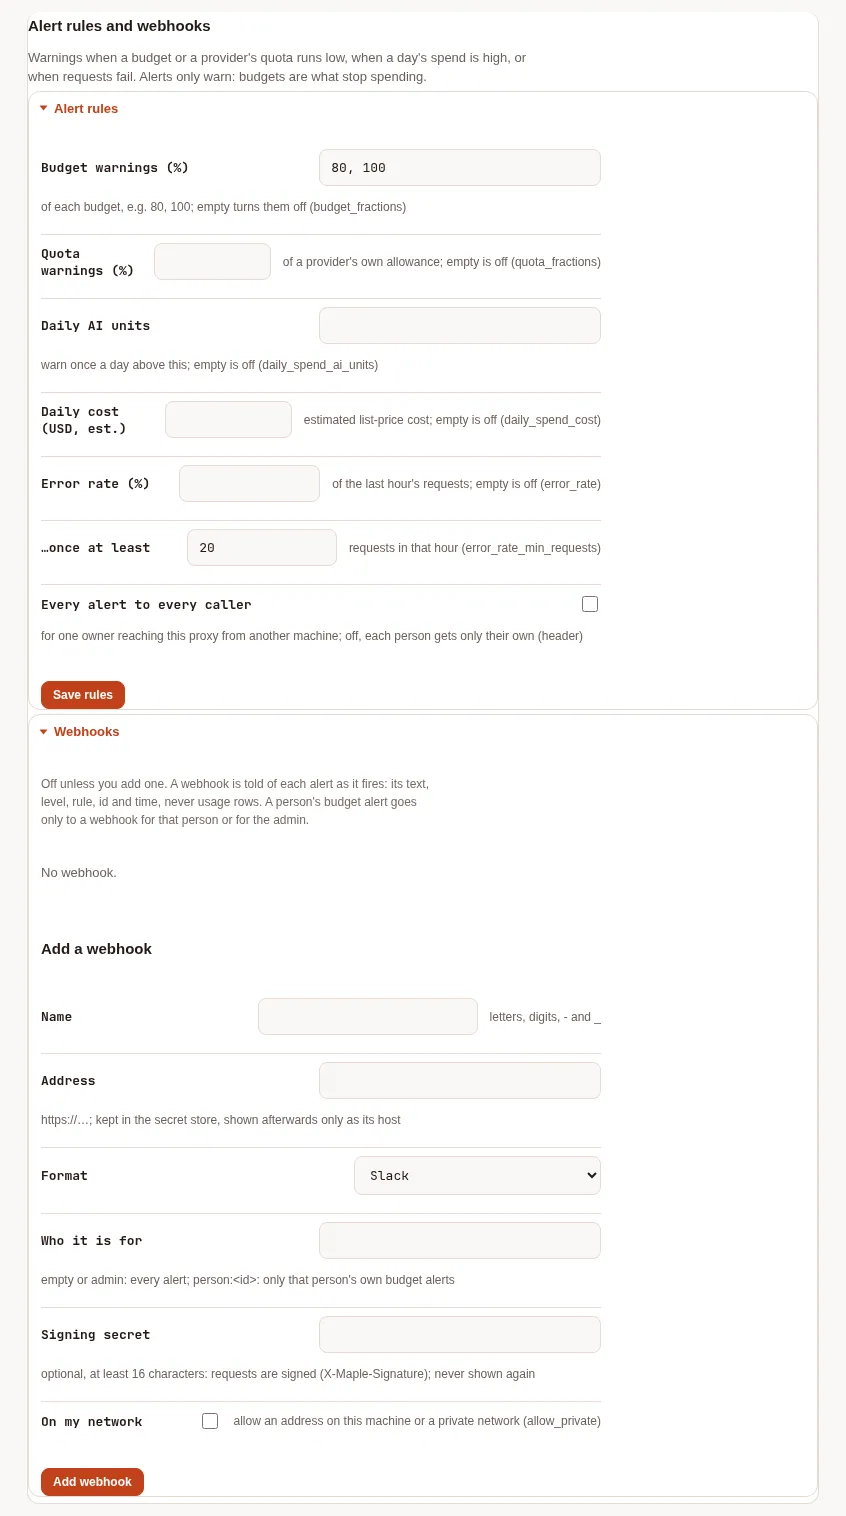 Alert rules and webhooks
Warnings when a budget or a provider's quota runs low, when a day's spend is high, or
when requests fail. Alerts only warn: budgets are what stop spending.
Alert rules
Budget warnings (%)
80, 100
of each budget, e.g. 80, 100; empty turns them off (budget_fractions)
Quota
warnings (%)
of a provider's own allowance; empty is off (quota_fractions)
Daily AI units
warn once a day above this; empty is off (daily_spend_ai_units)
Daily cost
(USD, est.)
estimated list-price cost; empty is off (daily_spend_cost)
Error rate (%)
of the last hour's requests; empty is off (error_rate)
…once at least
20
requests in that hour (error_rate_min_requests)
Every alert to every caller
for one owner reaching this proxy from another machine; off, each person gets only their own (header)
Save rules
Webhooks
Off unless you add one. A webhook is told of each alert as it fires: its text,
level, rule, id and time, never usage rows. A person's budget alert goes
only to a webhook for that person or for the admin.
No webhook.
Add a webhook
Name
letters, digits, - and _
Address
https://…; kept in the secret store, shown afterwards only as its host
Format
Slack
Who it is for
empty or admin: every alert; person:<id>: only that person's own budget alerts
Signing secret
optional, at least 16 characters: requests are signed (X-Maple-Signature); never shown again
On my network
allow an address on this machine or a private network (allow_private)
Add webhook